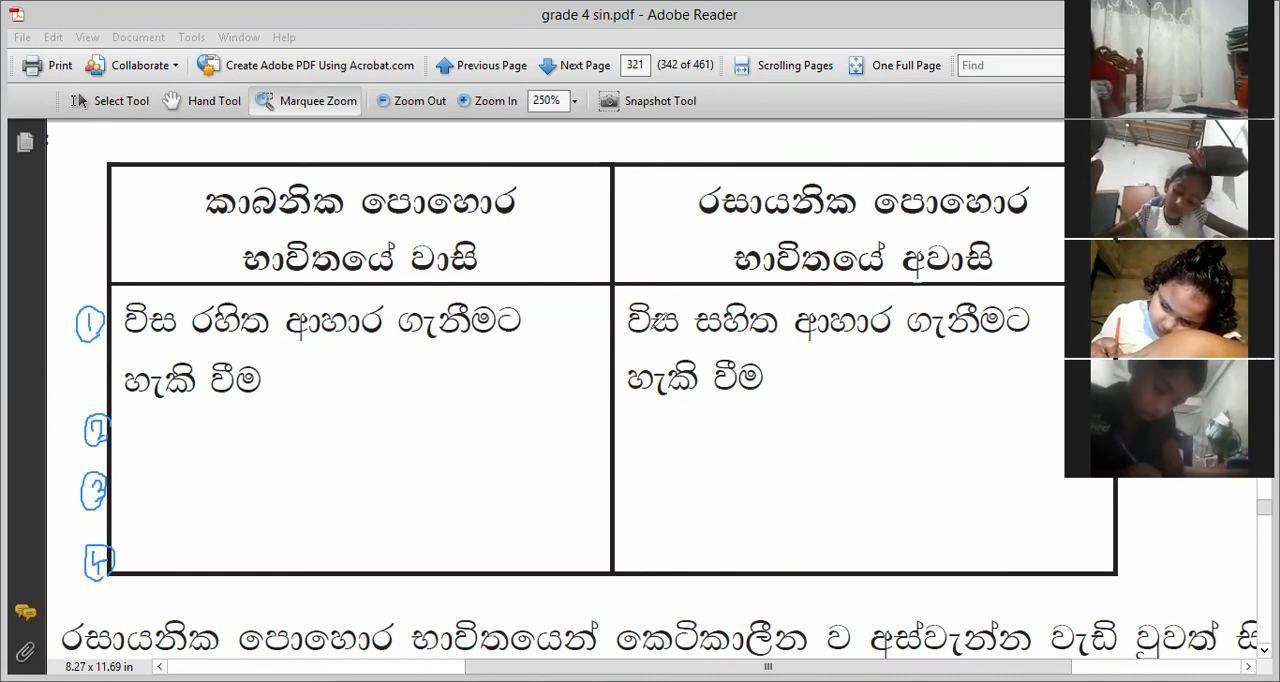 grade 4 sin.pdf - Adobe Reader
File Edit View Document Tools Window Help
Print Collaborate Create Adobe PDF Using Acrobat.com Previous Page Next Page 321 (342 of 461) Scrolling Pages One Full Page Find
Select Tool Hand Tool Marquee Zoom Zoom Out Zoom In 250% Snapshot Tool
කාබනික පොහොර
භාවිතයේ වාසි
රසායනික පොහොර
භාවිතයේ අවාසි
1 විස රහිත ආහාර ගැනීමට
හැකි වීම
විස සහිත ආහාර ගැනීමට
හැකි වීම
2
3
4
රසායනික පොහොර භාවිතයෙන් කෙටිකාලීන ව අස්වැන්න වැඩි වුවත්
8.27 x 11.69 in